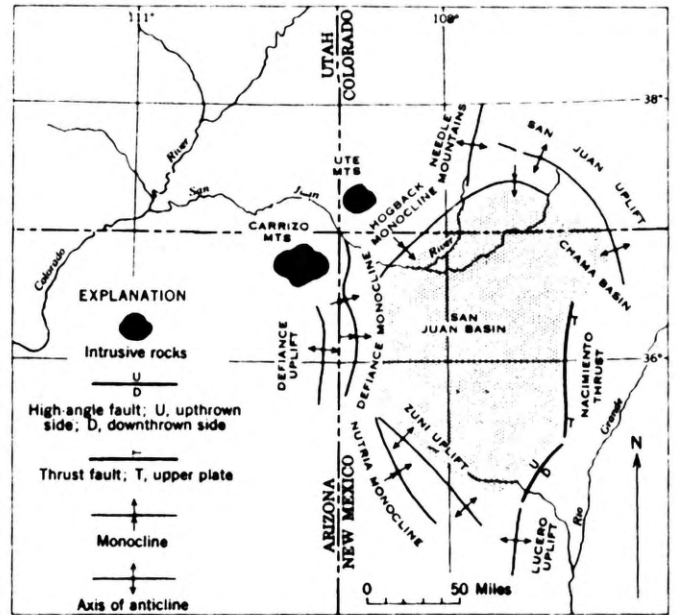 111°
108°
UTAH
COLORADO
38°
River
San
Juan
UTE
MTS
NEEDLE
MOUNTAINS
SAN JUAN UPLIFT
HOGBACK
MONOCLINE
River
CARRIZO
MTS
Colorado
CHAMA BASIN
EXPLANATION
Intrusive rocks
U
D
High-angle fault; U, upthrown
side; D, downthrown side
T
Thrust fault; T, upper plate
Monocline
Axis of anticline
DEFIANCE
UPLIFT
DEFIANCE MONOCLINE
SAN
JUAN BASIN
36°
T
NACIMIENTO
THRUST
T
Rio Grande
ZUNI UPLIFT
NUTRIA MONOCLINE
U
D
N
ARIZONA
NEW MEXICO
LUCERO
UPLIFT
0 50 Miles